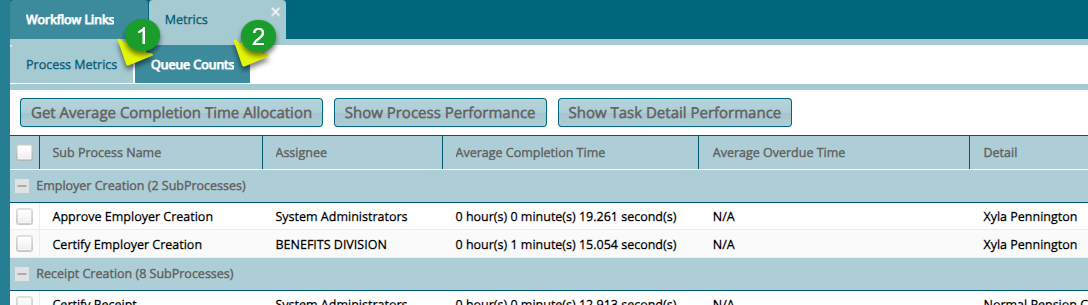 Workflow Links Metrics ×
1 2
Process Metrics Queue Counts
Get Average Completion Time Allocation Show Process Performance Show Task Detail Performance
Sub Process Name Assignee Average Completion Time Average Overdue Time Detail
Employer Creation (2 SubProcesses)
Approve Employer Creation System Administrators 0 hour(s) 0 minute(s) 19.261 second(s) N/A Xyla Pennington
Certify Employer Creation BENEFITS DIVISION 0 hour(s) 1 minute(s) 15.054 second(s) N/A Xyla Pennington
Receipt Creation (8 SubProcesses)
Certify Receipt System Administrators 0 hour(s) 0 minute(s) 12.913 second(s) N/A Normal Pension C